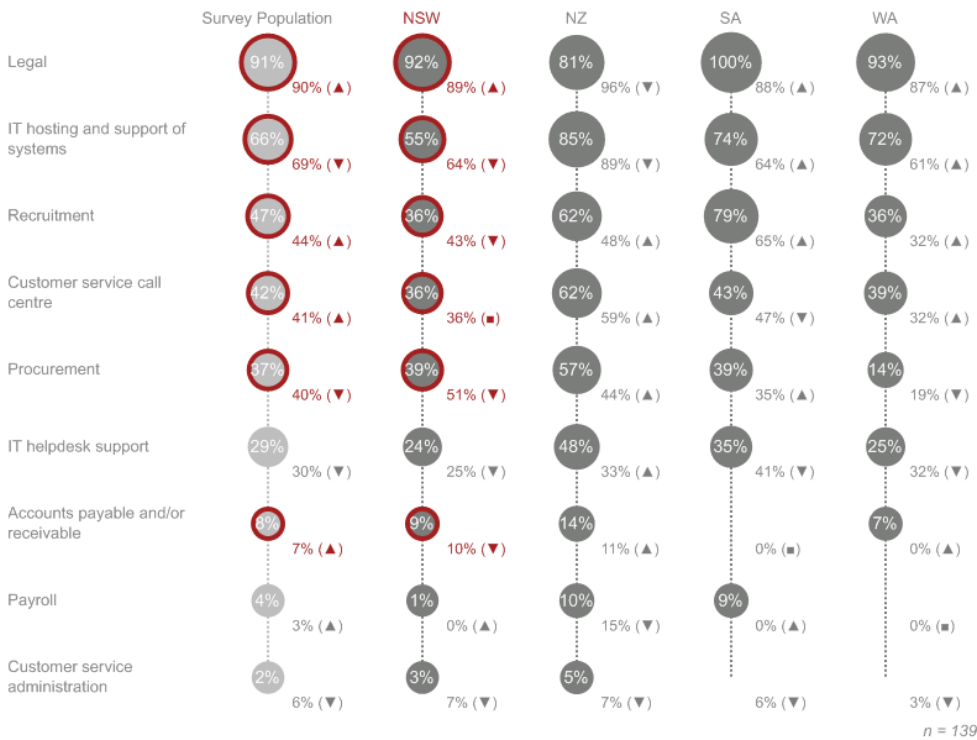 Survey Population NSW NZ SA WA
Legal 91% 92% 81% 100% 93%
90% (▲) 89% (▲) 96% (▼) 88% (▲) 87% (▲)
IT hosting and support of
systems 66% 55% 85% 74% 72%
69% (▼) 64% (▼) 89% (▼) 64% (▲) 61% (▲)
Recruitment 47% 36% 62% 79% 36%
44% (▲) 43% (▼) 48% (▲) 65% (▲) 32% (▲)
Customer service call
centre 42% 36% 62% 43% 39%
41% (▲) 36% (■) 59% (▲) 47% (▼) 32% (▲)
Procurement 37% 39% 57% 39% 14%
40% (▼) 51% (▼) 44% (▲) 35% (▲) 19% (▼)
IT helpdesk support 29% 24% 48% 35% 25%
30% (▼) 25% (▼) 33% (▲) 41% (▼) 32% (▼)
Accounts payable and/or
receivable 8% 9% 14% 7%
7% (▲) 10% (▼) 11% (▲) 0% (■) 0% (▲)
Payroll 4% 1% 10% 9%
3% (▲) 0% (▲) 15% (▼) 0% (▲) 0% (■)
Customer service
administration 2% 3% 5%
6% (▼) 7% (▼) 7% (▼) 6% (▼) 3% (▼)
n = 139